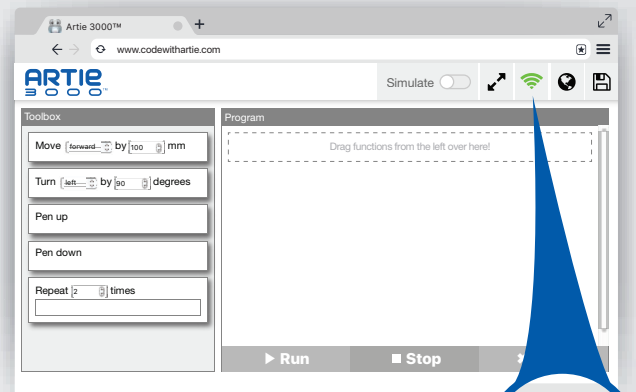 Artie 3000™
www.codewithartie.com
ARTIE
3000™
Simulate
Toolbox
Program
Move forward by 100 mm
Drag functions from the left over here!
Turn left by 90 degrees
Pen up
Pen down
Repeat 2 times
Run
Stop